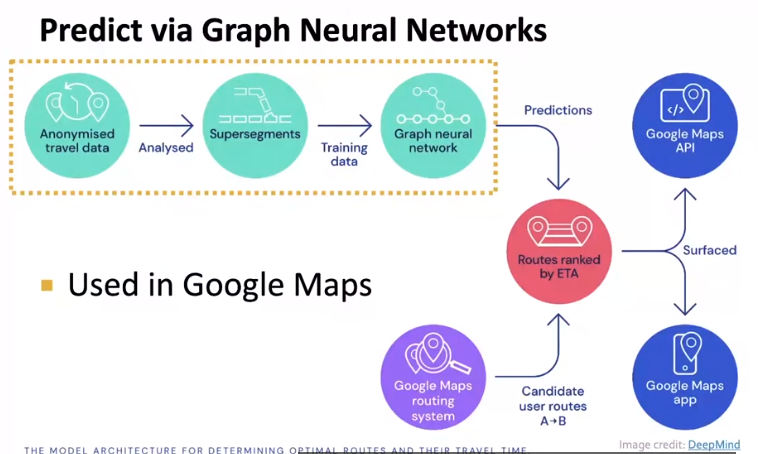 Predict via Graph Neural Networks
Anonymised
travel data
Analysed
Supersegments
Training
data
Graph neural
network
Predictions
Google Maps
API
Routes ranked
by ETA
Surfaced
Used in Google Maps
Google Maps
routing
system
Candidate
user routes
A→B
Google Maps
app
Image credit: DeepMind
THE MODEL ARCHITECTURE FOR DETERMINING OPTIMAL ROUTES AND THEIR TRAVEL TIME